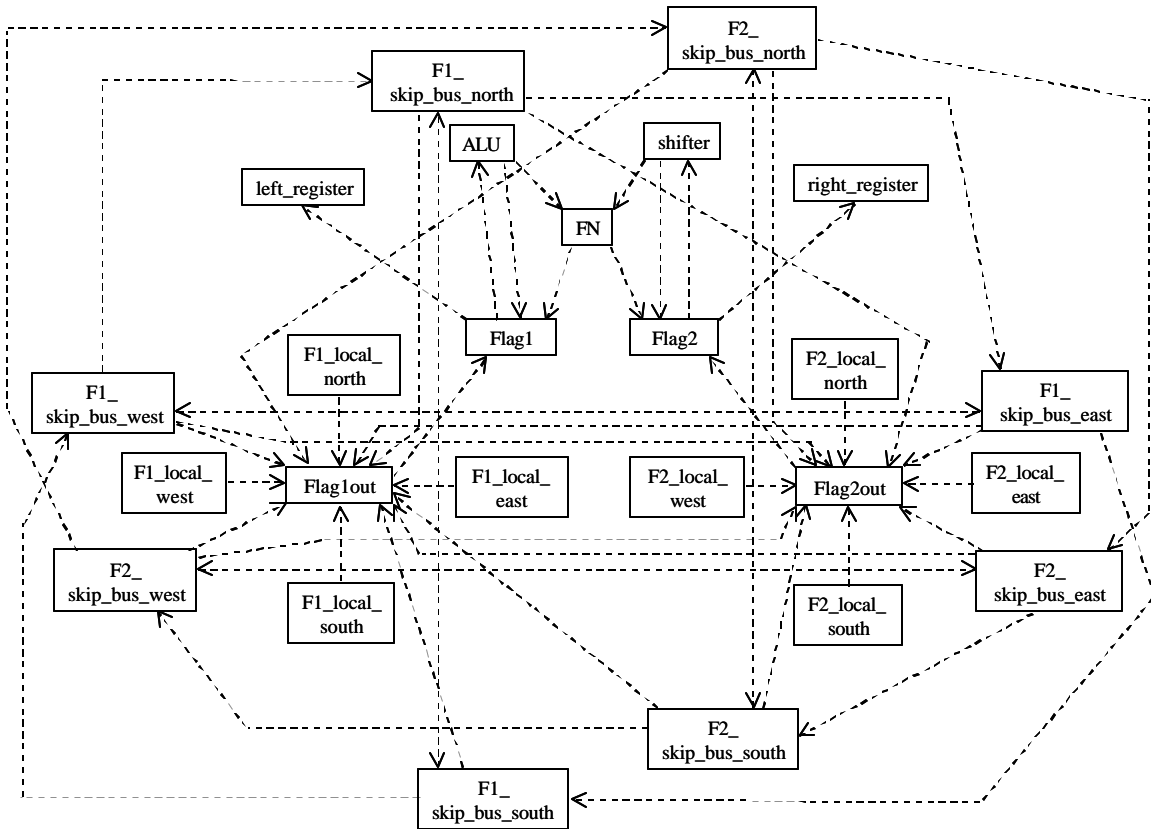 F2_
skip_bus_north
F1_
skip_bus_north
ALU
shifter
left_register
right_register
FN
Flag1
Flag2
F1_local_
north
F2_local_
north
F1_
skip_bus_west
F1_
skip_bus_east
F1_local_
west
Flag1out
F1_local_
east
F2_local_
west
Flag2out
F2_local_
east
F2_
skip_bus_west
F2_
skip_bus_east
F1_local_
south
F2_local_
south
F2_
skip_bus_south
F1_
skip_bus_south